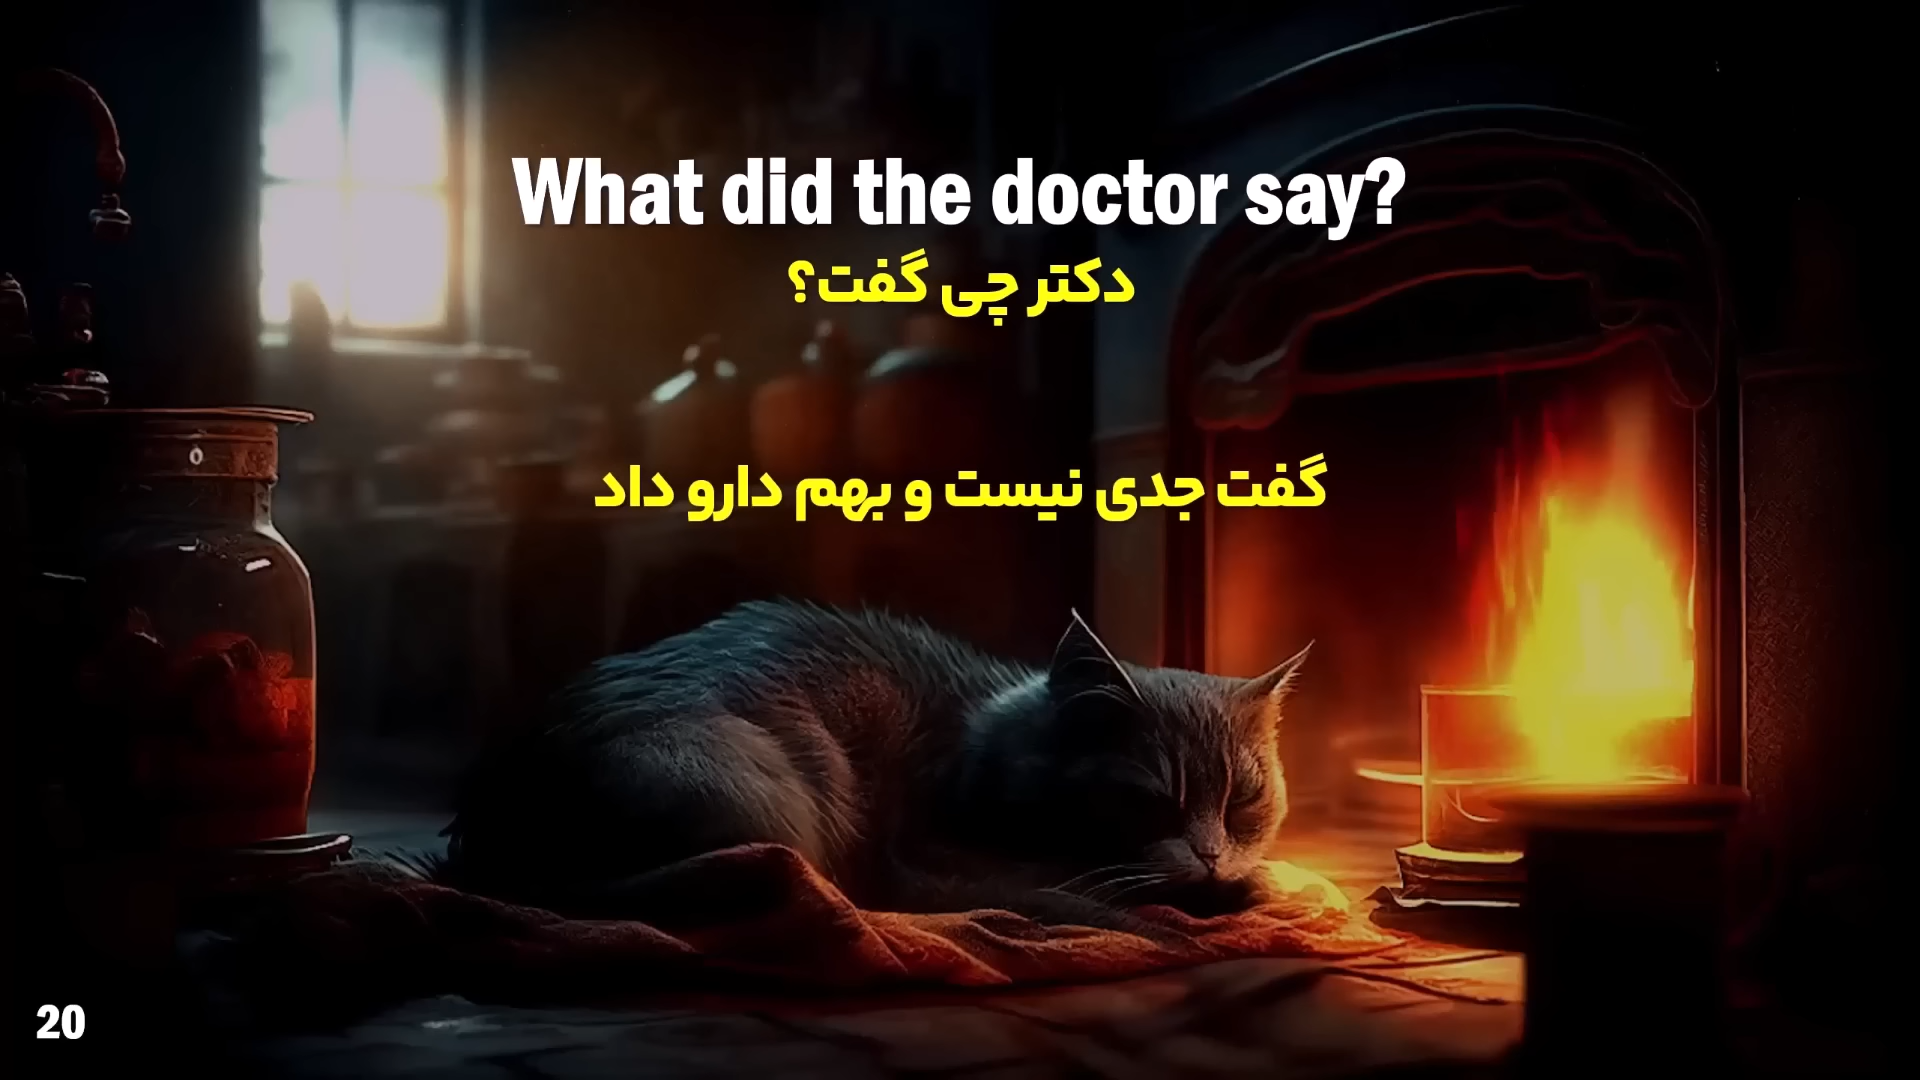 What did the doctor say?
دکتر چی گفت؟
گفت جدی نیست و بهم دارو داد
20